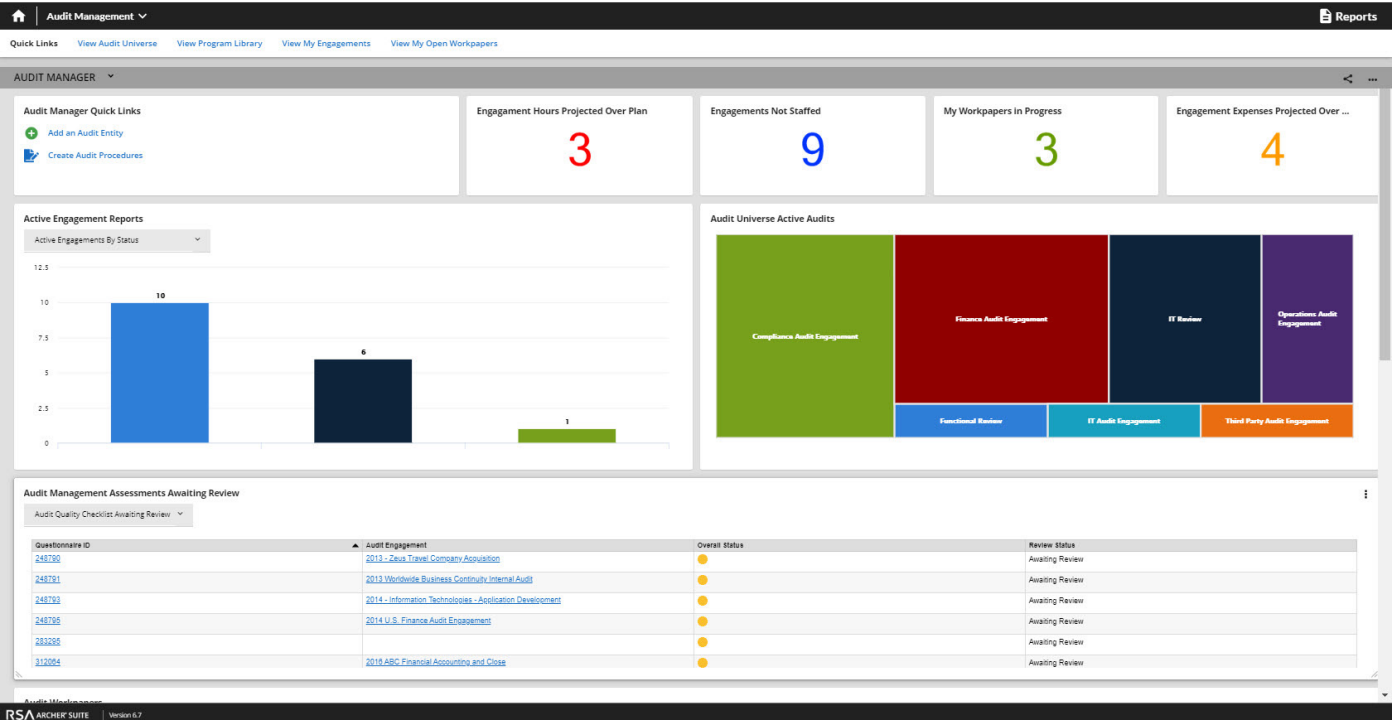 Audit Management
Reports
Quick Links View Audit Universe View Program Library View My Engagements View My Open Workpapers
AUDIT MANAGER
Audit Manager Quick Links
Add an Audit Entity
Create Audit Procedures
Engagament Hours Projected Over Plan
3
Engagements Not Staffed
9
My Workpapers in Progress
3
Engagement Expenses Projected Over ...
4
Active Engagement Reports
Active Engagements By Status
12.5
10
7.5
5
2.5
0
10
6
1
Audit Universe Active Audits
Compliance Audit Engagement
Finance Audit Engagement
IT Review
Operations Audit
Engagement
Functional Review
IT Audit Engagement
Third Party Audit Engagement
Audit Management Assessments Awaiting Review
Audit Quality Checklist Awaiting Review
Questionnaire ID Audit Engagement Overall Status Review Status
248790 2013 - Zeus Travel Company Acquisition Awaiting Review
248791 2013 Worldwide Business Continuity Internal Audit Awaiting Review
248793 2014 - Information Technologies - Application Development Awaiting Review
248795 2014 U.S. Finance Audit Engagement Awaiting Review
283295 Awaiting Review
312064 2016 ABC Financial Accounting and Close Awaiting Review
Audit Workpapers
RSA ARCHER® SUITE Version 6.7